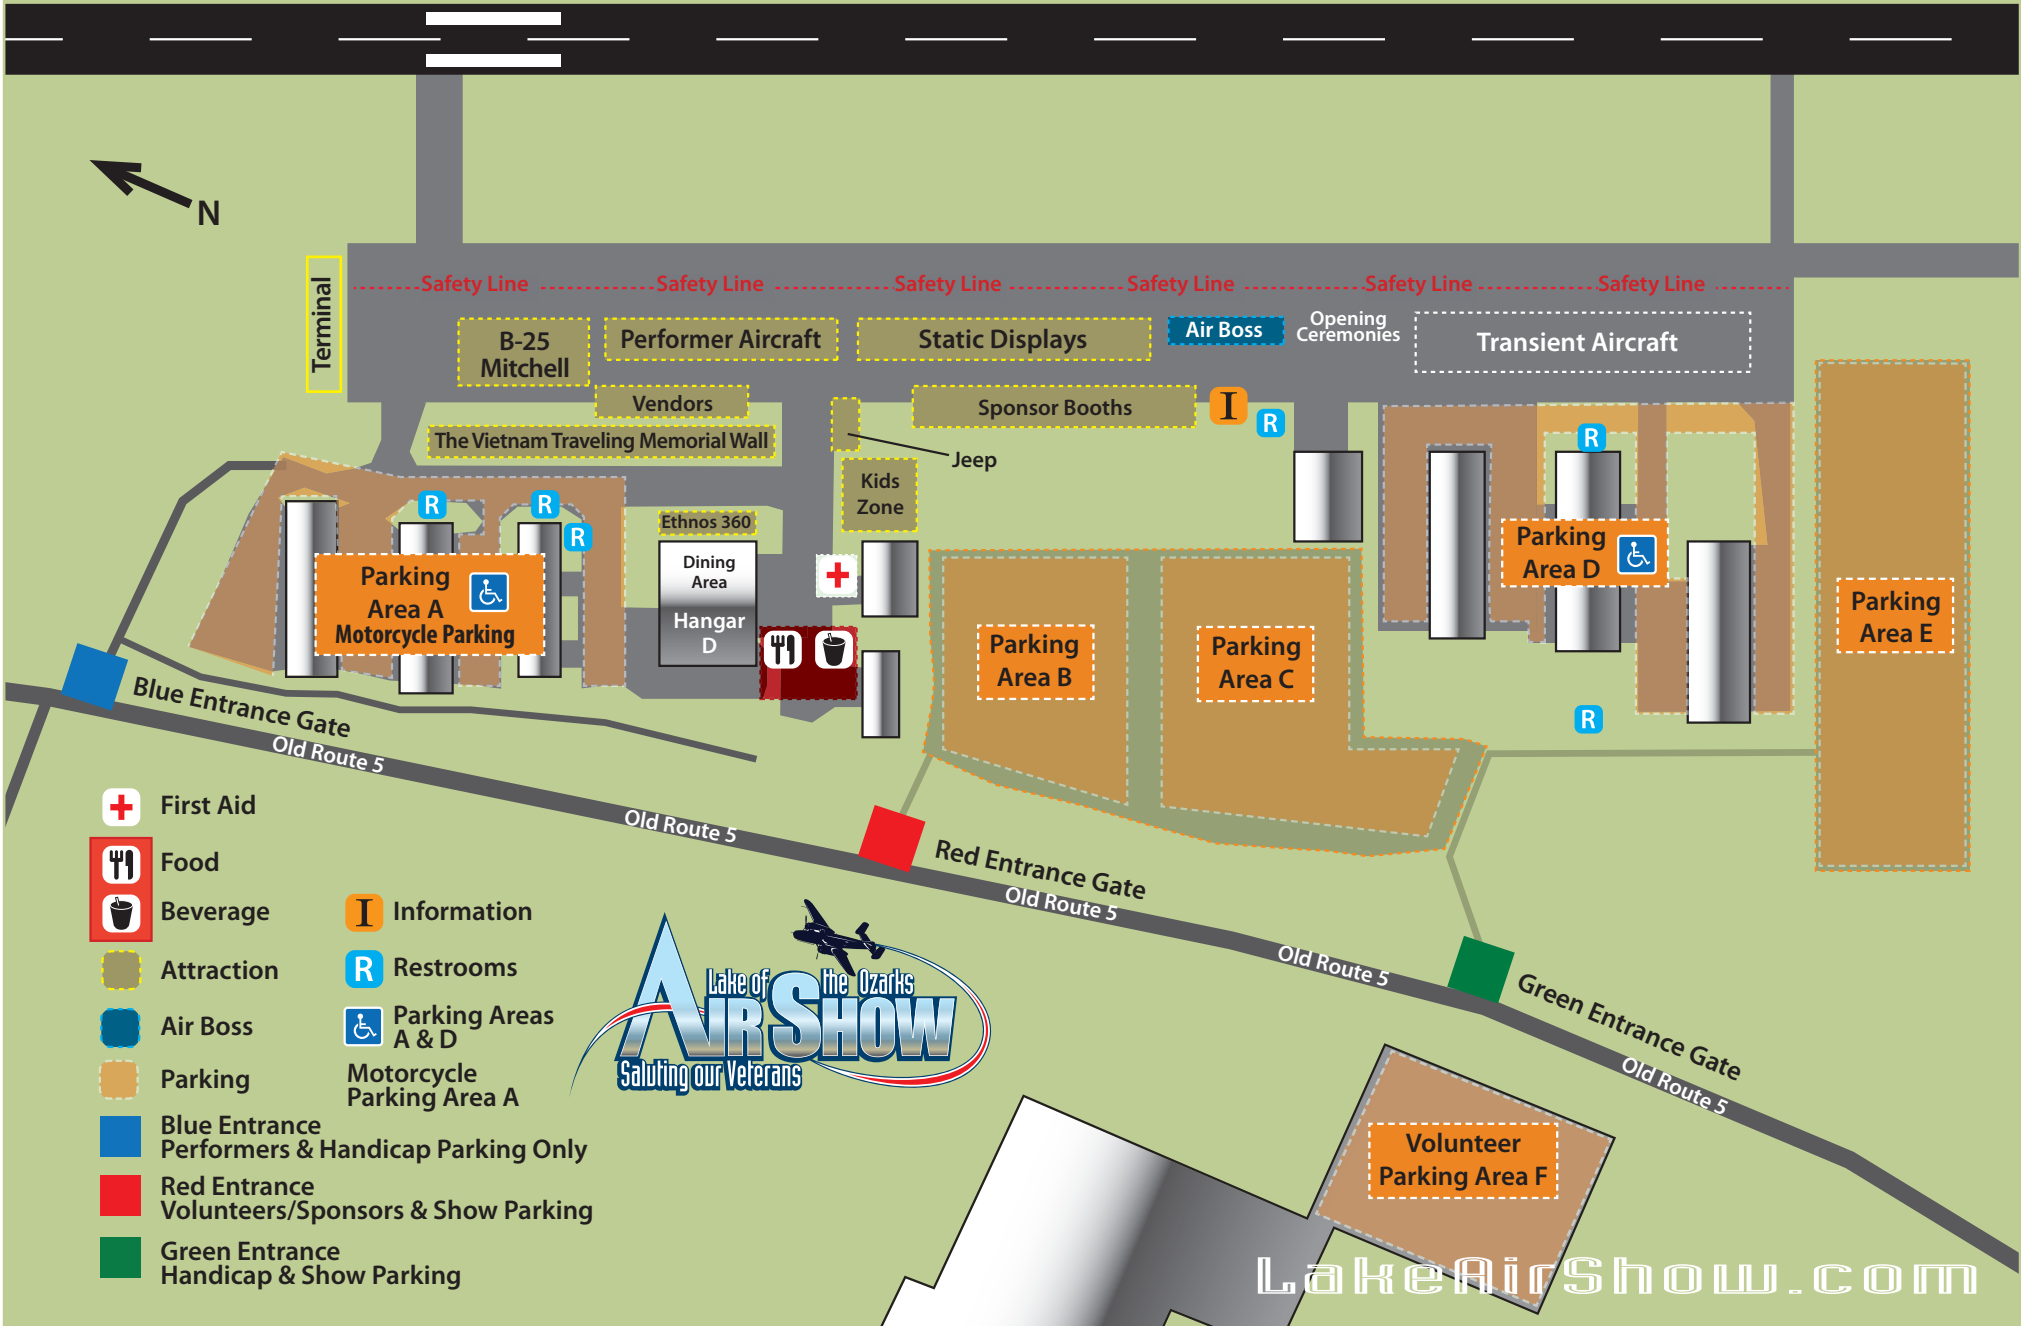 N
Terminal
Safety Line
Safety Line
Safety Line
Safety Line
Safety Line
Safety Line
B-25
Mitchell
Performer Aircraft
Static Displays
Air Boss
Opening
Ceremonies
Transient Aircraft
Vendors
Sponsor Booths
I
R
The Vietnam Traveling Memorial Wall
Jeep
Kids
Zone
R
R
R
R
Ethnos 360
Dining
Area
Hangar
D
Parking
Area A
Motorcycle Parking
Parking
Area B
Parking
Area C
Parking
Area D
Parking
Area E
R
Blue Entrance Gate
Old Route 5
Old Route 5
Red Entrance Gate
Old Route 5
Old Route 5
Green Entrance Gate
Old Route 5
First Aid
Food
Beverage
Attraction
Air Boss
Parking
I Information
R Restrooms
Parking Areas
A & D
Motorcycle
Parking Area A
Blue Entrance
Performers & Handicap Parking Only
Red Entrance
Volunteers/Sponsors & Show Parking
Green Entrance
Handicap & Show Parking
Lake of the Ozarks
Air Show
Saluting our Veterans
Volunteer
Parking Area F
LakeAirShow.com